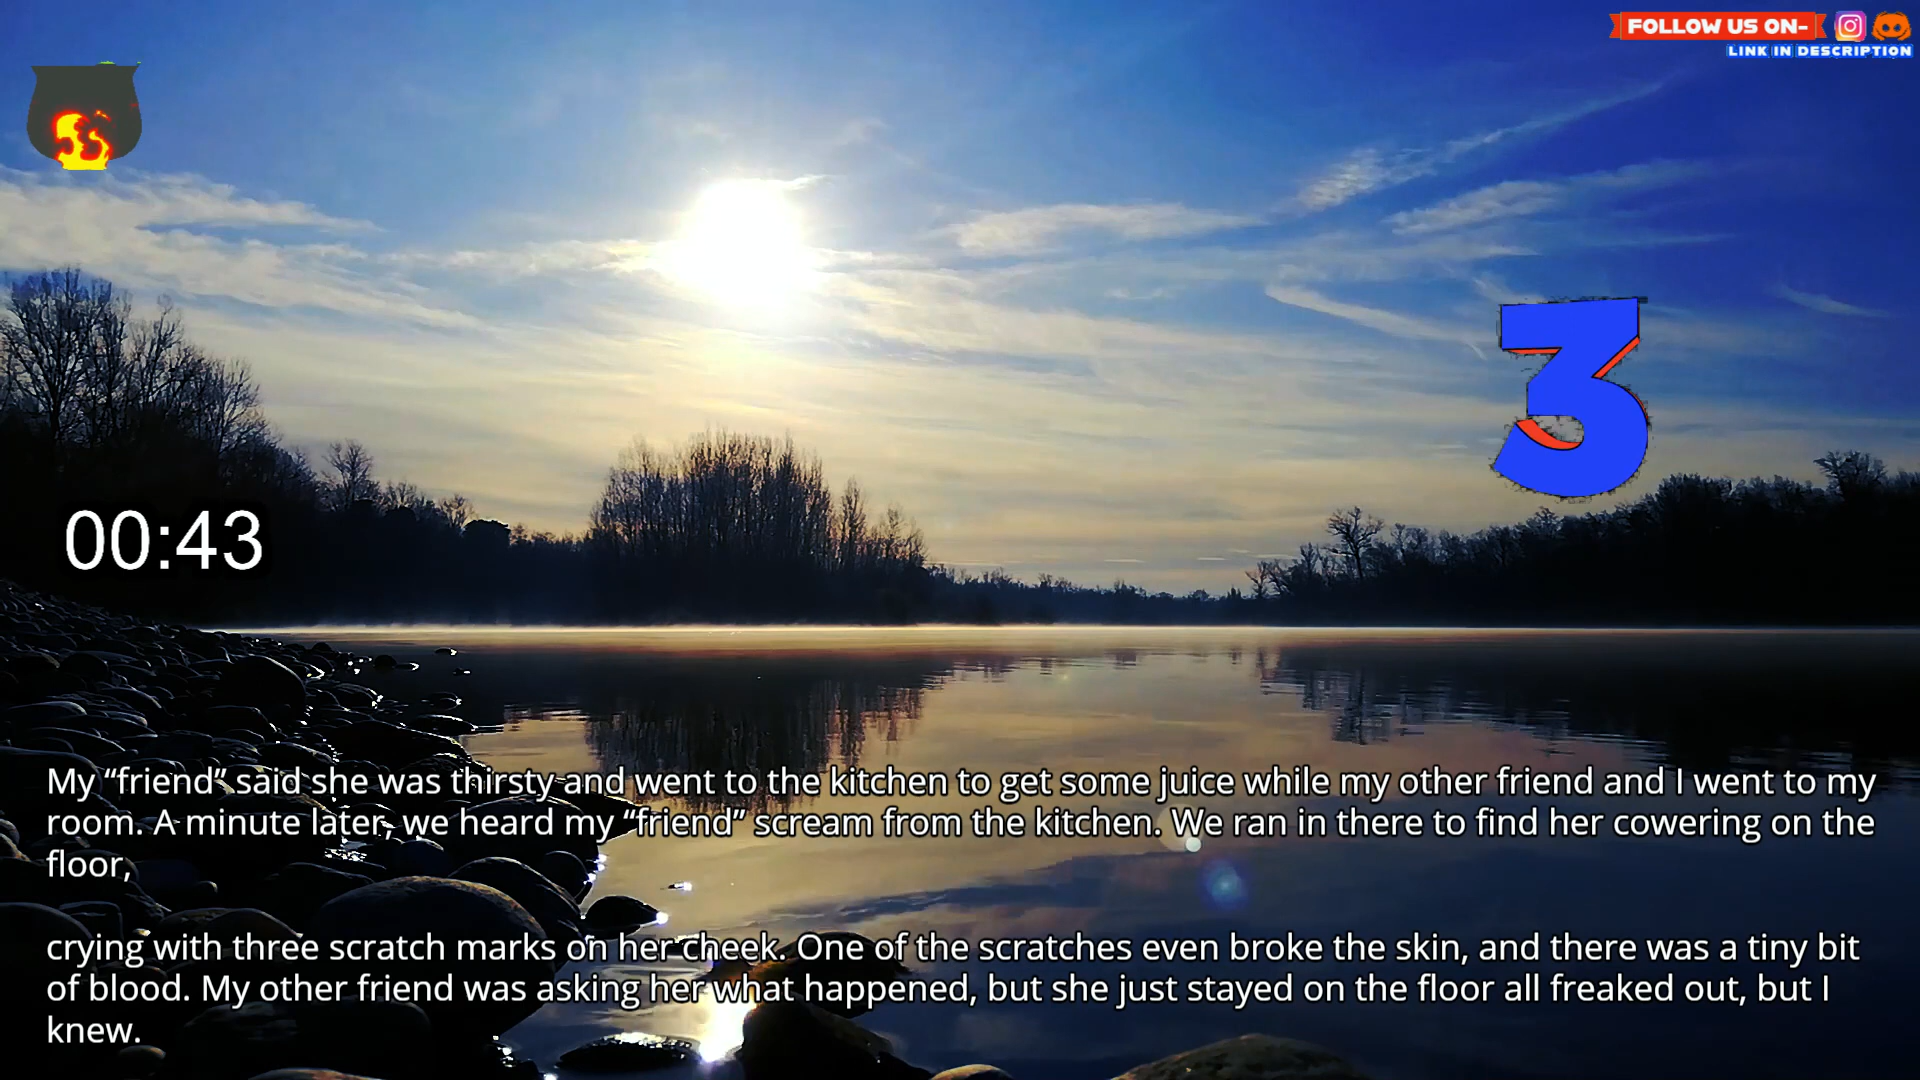 FOLLOW US ON-
LINK IN DESCRIPTION
3
00:43
My “friend” said she was thirsty and went to the kitchen to get some juice while my other friend and I went to my
room. A minute later, we heard my “friend” scream from the kitchen. We ran in there to find her cowering on the
floor,
crying with three scratch marks on her cheek. One of the scratches even broke the skin, and there was a tiny bit
of blood. My other friend was asking her what happened, but she just stayed on the floor all freaked out, but I
knew.